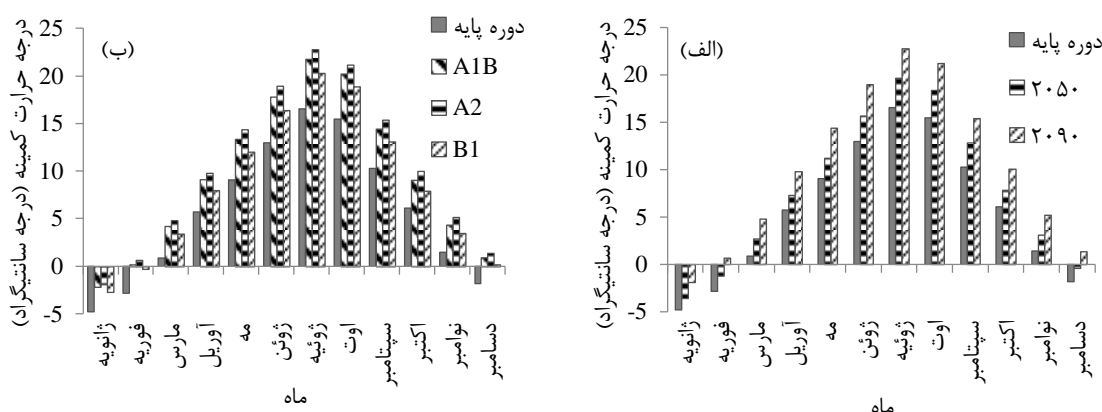 (الف)
درجه حرارت کمینه (درجه سانتیگراد)
25
20
15
10
5
0
-5
دوره پایه
۲۰۵۰
۲۰۹۰
ژانویه
فوریه
مارس
آوریل
مه
ژوئن
ژوئیه
اوت
سپتامبر
اکتبر
نوامبر
دسامبر
ماه
(ب)
درجه حرارت کمینه (درجه سانتیگراد)
25
20
15
10
5
0
-5
دوره پایه
A1B
A2
B1
ژانویه
فوریه
مارس
آوریل
مه
ژوئن
ژوئیه
اوت
سپتامبر
اکتبر
نوامبر
دسامبر
ماه